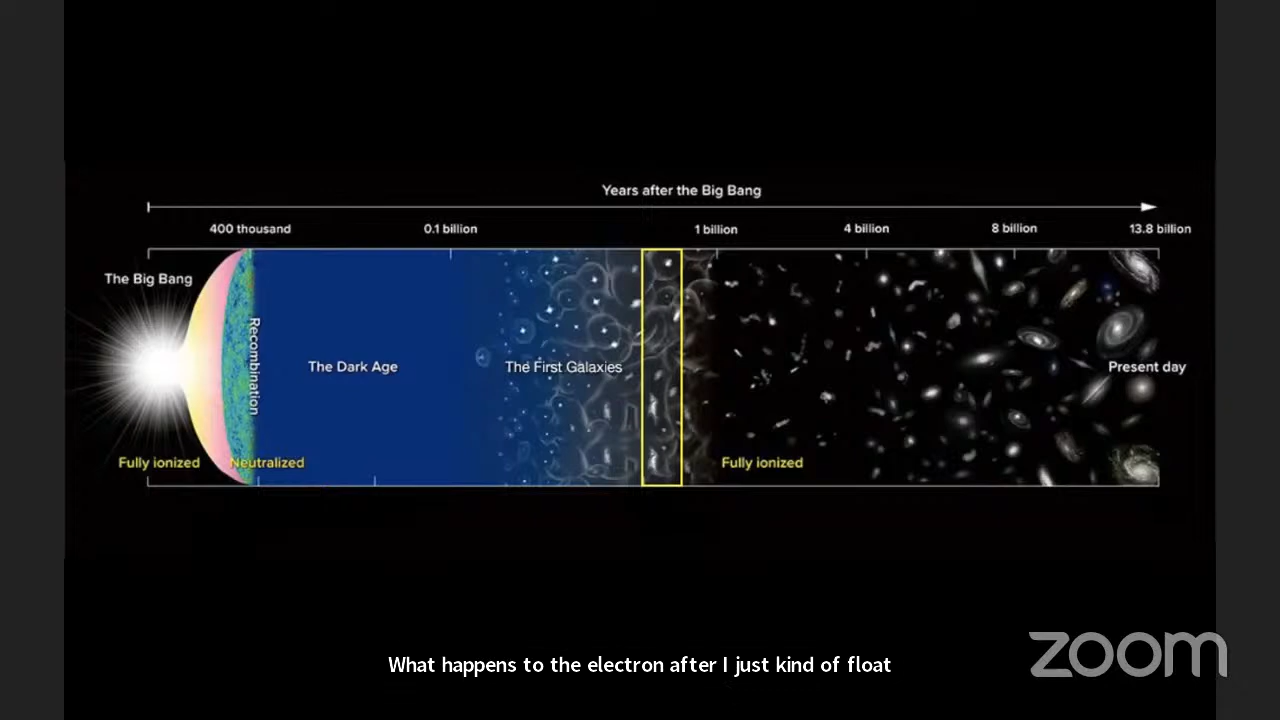 Years after the Big Bang
400 thousand 0.1 billion 1 billion 4 billion 8 billion 13.8 billion
The Big Bang
Recombination
The Dark Age The First Galaxies Present day
Fully ionized Neutralized Fully ionized
What happens to the electron after I just kind of float
zoom